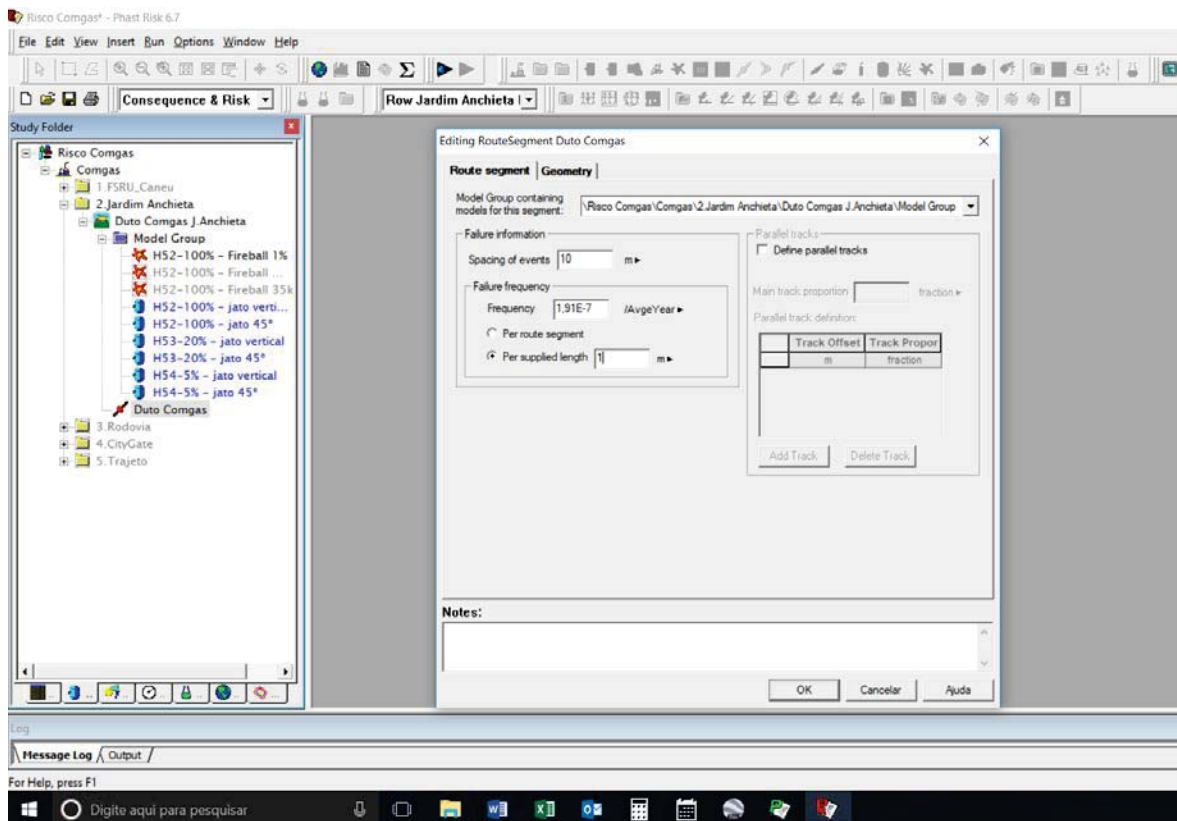 Risco Comgas* - Phast Risk 6.7
File Edit View Insert Run Options Window Help
Consequence & Risk
Row Jardim Anchieta
Study Folder
Risco Comgas
Comgas
1.FSRU_Caneu
2.Jardim Anchieta
Duto Comgas J.Anchieta
Model Group
H52-100% - Fireball 1%
H52-100% - Fireball ...
H52-100% - Fireball 35k
H52-100% - jato verti...
H52-100% - jato 45°
H53-20% - jato vertical
H53-20% - jato 45°
H54-5% - jato vertical
H54-5% - jato 45°
Duto Comgas
3.Rodovia
4.CityGate
5.Trajeto
Editing RouteSegment Duto Comgas
Route segment Geometry
Model Group containing
models for this segment:
\Risco Comgas\Comgas\2.Jardim Anchieta\Duto Comgas J.Anchieta\Model Group
Failure information
Spacing of events 10 m
Failure frequency
Frequency 1,91E-7 /AvgeYear
Per route segment
Per supplied length 1 m
Parallel tracks
Define parallel tracks
Main track proportion fraction
Parallel track definition:
Track Offset Track Propor
m fraction
Add Track Delete Track
Notes:
OK Cancelar Ajuda
Log
Message Log Output
For Help, press F1
Digite aqui para pesquisar